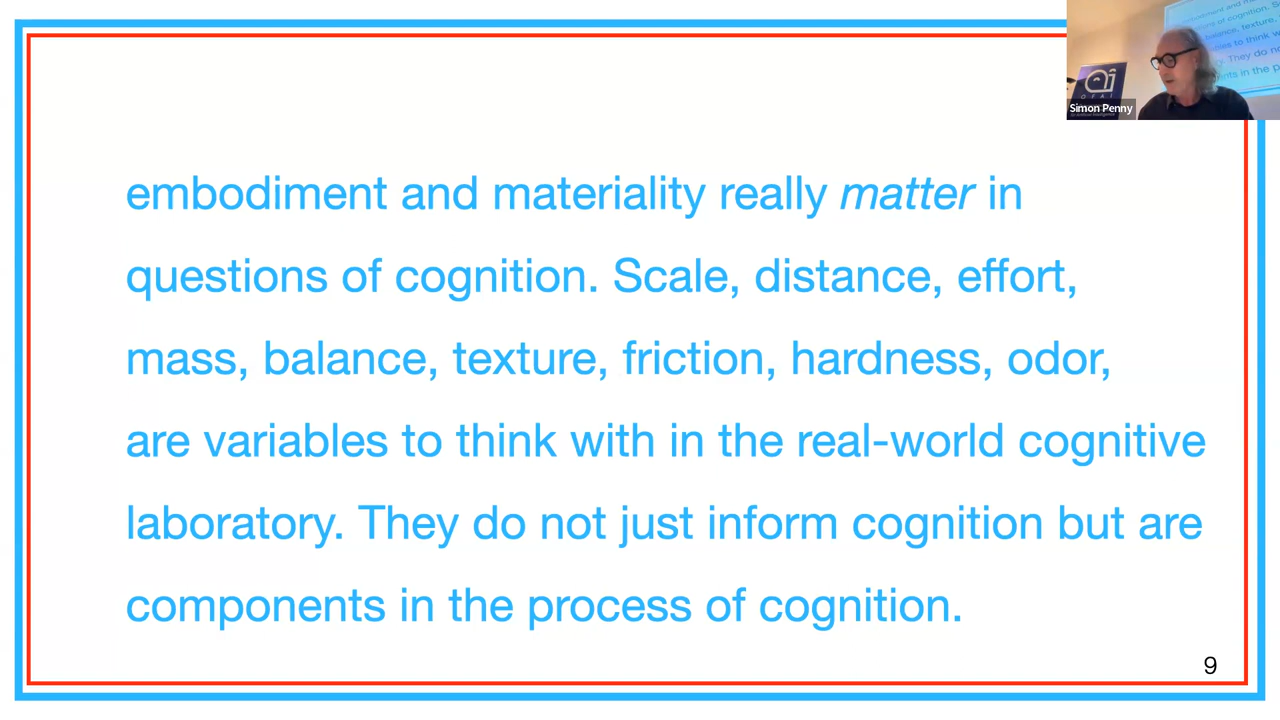 embodiment and materiality really matter in
questions of cognition. Scale, distance, effort,
mass, balance, texture, friction, hardness, odor,
are variables to think with in the real-world cognitive
laboratory. They do not just inform cognition but are
components in the process of cognition.
9
Simon Penny
OFAI